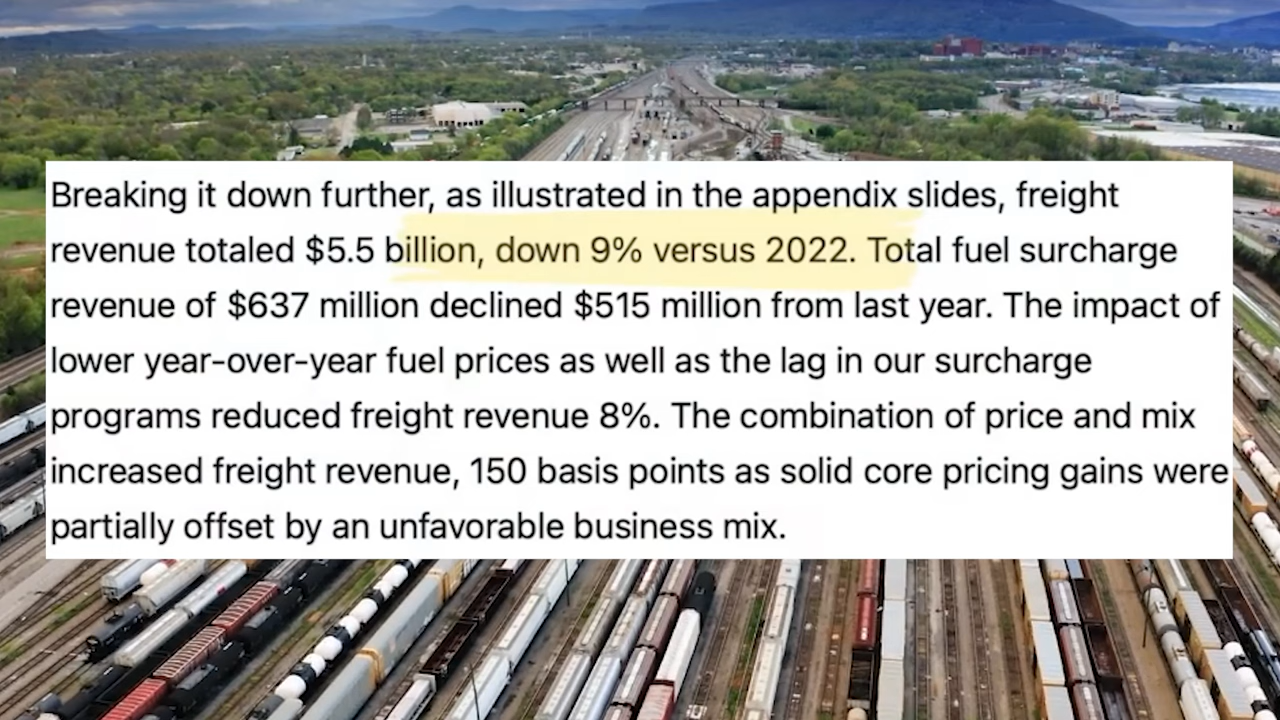 Breaking it down further, as illustrated in the appendix slides, freight
revenue totaled $5.5 billion, down 9% versus 2022. Total fuel surcharge
revenue of $637 million declined $515 million from last year. The impact of
lower year-over-year fuel prices as well as the lag in our surcharge
programs reduced freight revenue 8%. The combination of price and mix
increased freight revenue, 150 basis points as solid core pricing gains were
partially offset by an unfavorable business mix.